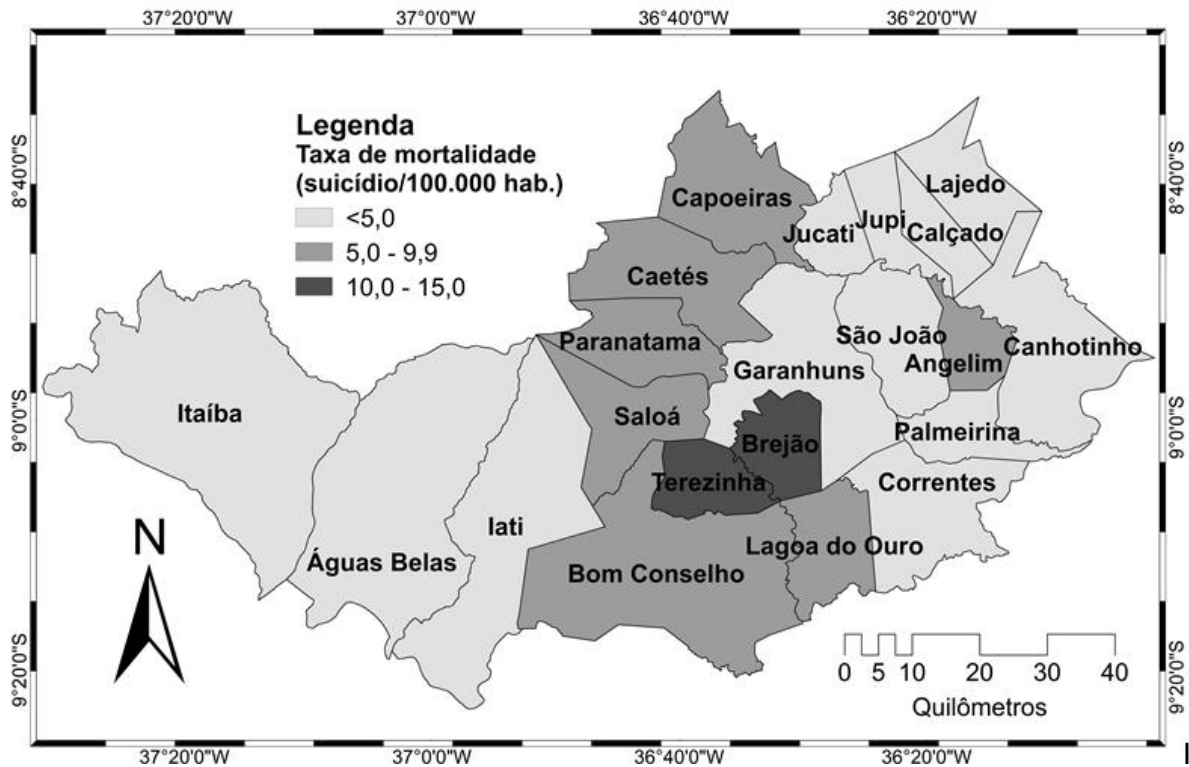 37°20'0"W 37°00'0"W 36°40'0"W 36°20'0"W
8°40'0"S
9°0'0"S
9°20'0"S
Legenda
Taxa de mortalidade
(suicídio/100.000 hab.)
<5,0
5,0 - 9,9
10,0 - 15,0
Capoeiras
Lajedo
Jucati
Jupi
Calçado
Caetés
Paranatama
São João
Angelim
Canhotinho
Garanhuns
Itaíba
Saloá
Brejão
Palmeirina
Terezinha
Correntes
Iati
Águas Belas
Bom Conselho
Lagoa do Ouro
N
0 5 10 20 30 40
Quilômetros
8°40'0"S
9°0'0"S
9°20'0"S
37°20'0"W 37°00'0"W 36°40'0"W 36°20'0"W